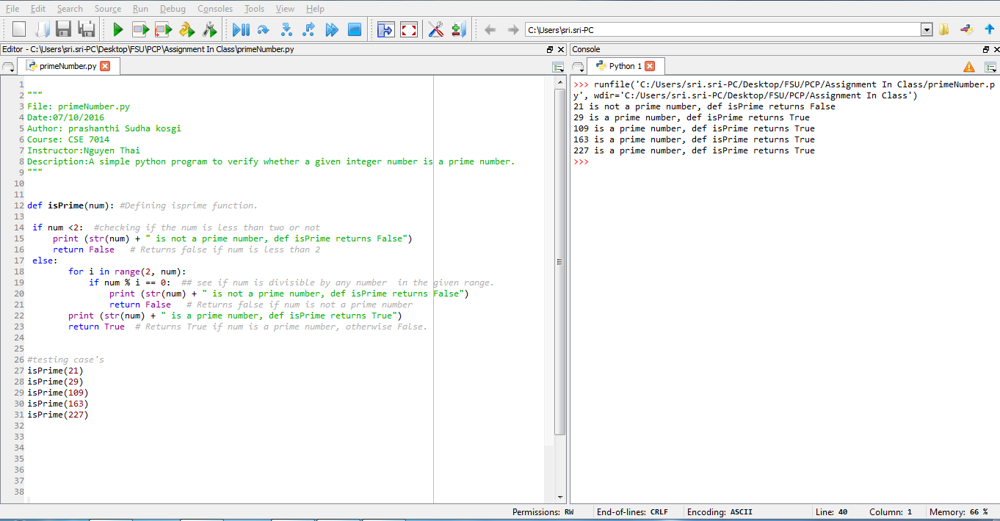 File Edit Search Source Run Debug Consoles Tools View Help
C:\Users\sri.sri-PC
Editor - C:\Users\sri.sri-PC\Desktop\FSU\PCP\Assignment In Class\primeNumber.py
primeNumber.py
1
2 """
3 File: primeNumber.py
4 Date:07/10/2016
5 Author: prashanthi Sudha kosgi
6 Course: CSE 7014
7 Instructor:Nguyen Thai
8 Description:A simple python program to verify whether a given integer number is a prime number.
9 """
10
11
12 def isPrime(num): #Defining isprime function.
13
14  if num <2:  #checking if the num is less than two or not
15      print (str(num) + " is not a prime number, def isPrime returns False")
16      return False   # Returns false if num is less than 2
17  else:
18         for i in range(2, num):
19             if num % i == 0:  ## see if num is divisible by any number  in the given range.
20                 print (str(num) + " is not a prime number, def isPrime returns False")
21                 return False   # Returns false if num is not a prime number
22         print (str(num) + " is a prime number, def isPrime returns True")
23         return True  # Returns True if num is a prime number, otherwise False.
24
25
26 #testing case's
27 isPrime(21)
28 isPrime(29)
29 isPrime(109)
30 isPrime(163)
31 isPrime(227)
32
33
34
35
36
37
38
Console
Python 1
>>> runfile('C:/Users/sri.sri-PC/Desktop/FSU/PCP/Assignment In Class/primeNumber.p
y', wdir='C:/Users/sri.sri-PC/Desktop/FSU/PCP/Assignment In Class')
21 is not a prime number, def isPrime returns False
29 is a prime number, def isPrime returns True
109 is a prime number, def isPrime returns True
163 is a prime number, def isPrime returns True
227 is a prime number, def isPrime returns True
>>>
Permissions: RW End-of-lines: CRLF Encoding: ASCII Line: 40 Column: 1 Memory: 66 %